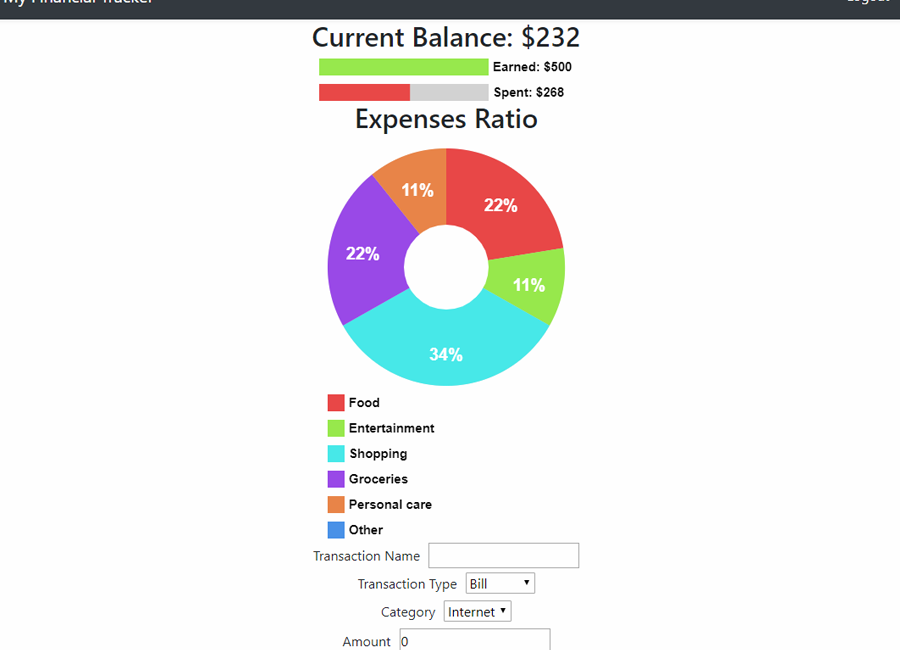 My Financial Tracker
Logout
Current Balance: $232
Earned: $500
Spent: $268
Expenses Ratio
11%
22%
22%
11%
34%
Food
Entertainment
Shopping
Groceries
Personal care
Other
Transaction Name
Transaction Type Bill
Category Internet
Amount 0